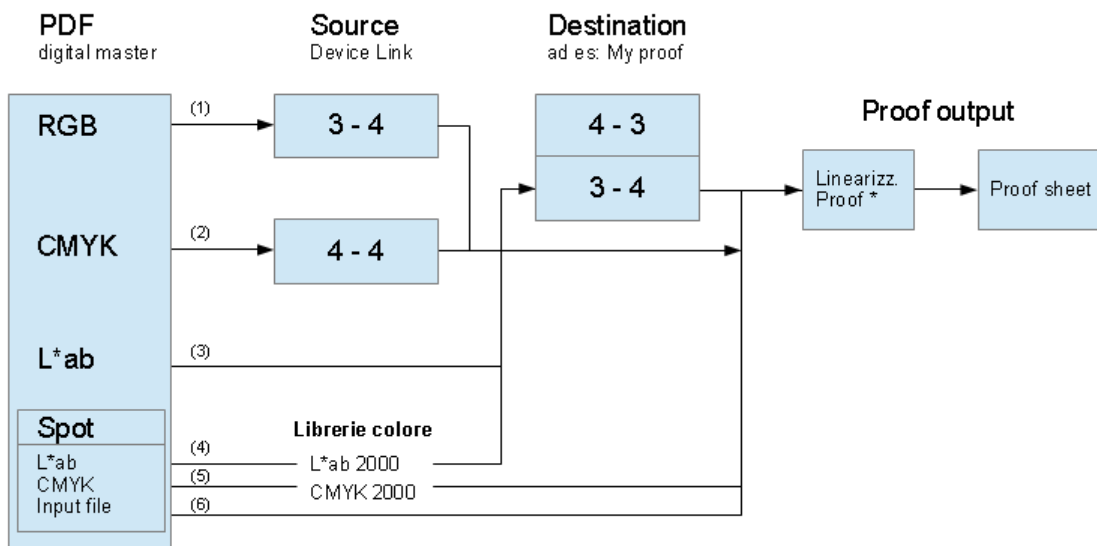 PDF
digital master
Source
Device Link
Destination
ad es: My proof
RGB
(1)
3 - 4
4 - 3
3 - 4
Proof output
Linearizz.
Proof *
Proof sheet
CMYK
(2)
4 - 4
L*ab
(3)
Spot
Librerie colore
L*ab
(4)
L*ab 2000
CMYK
(5)
CMYK 2000
Input file
(6)